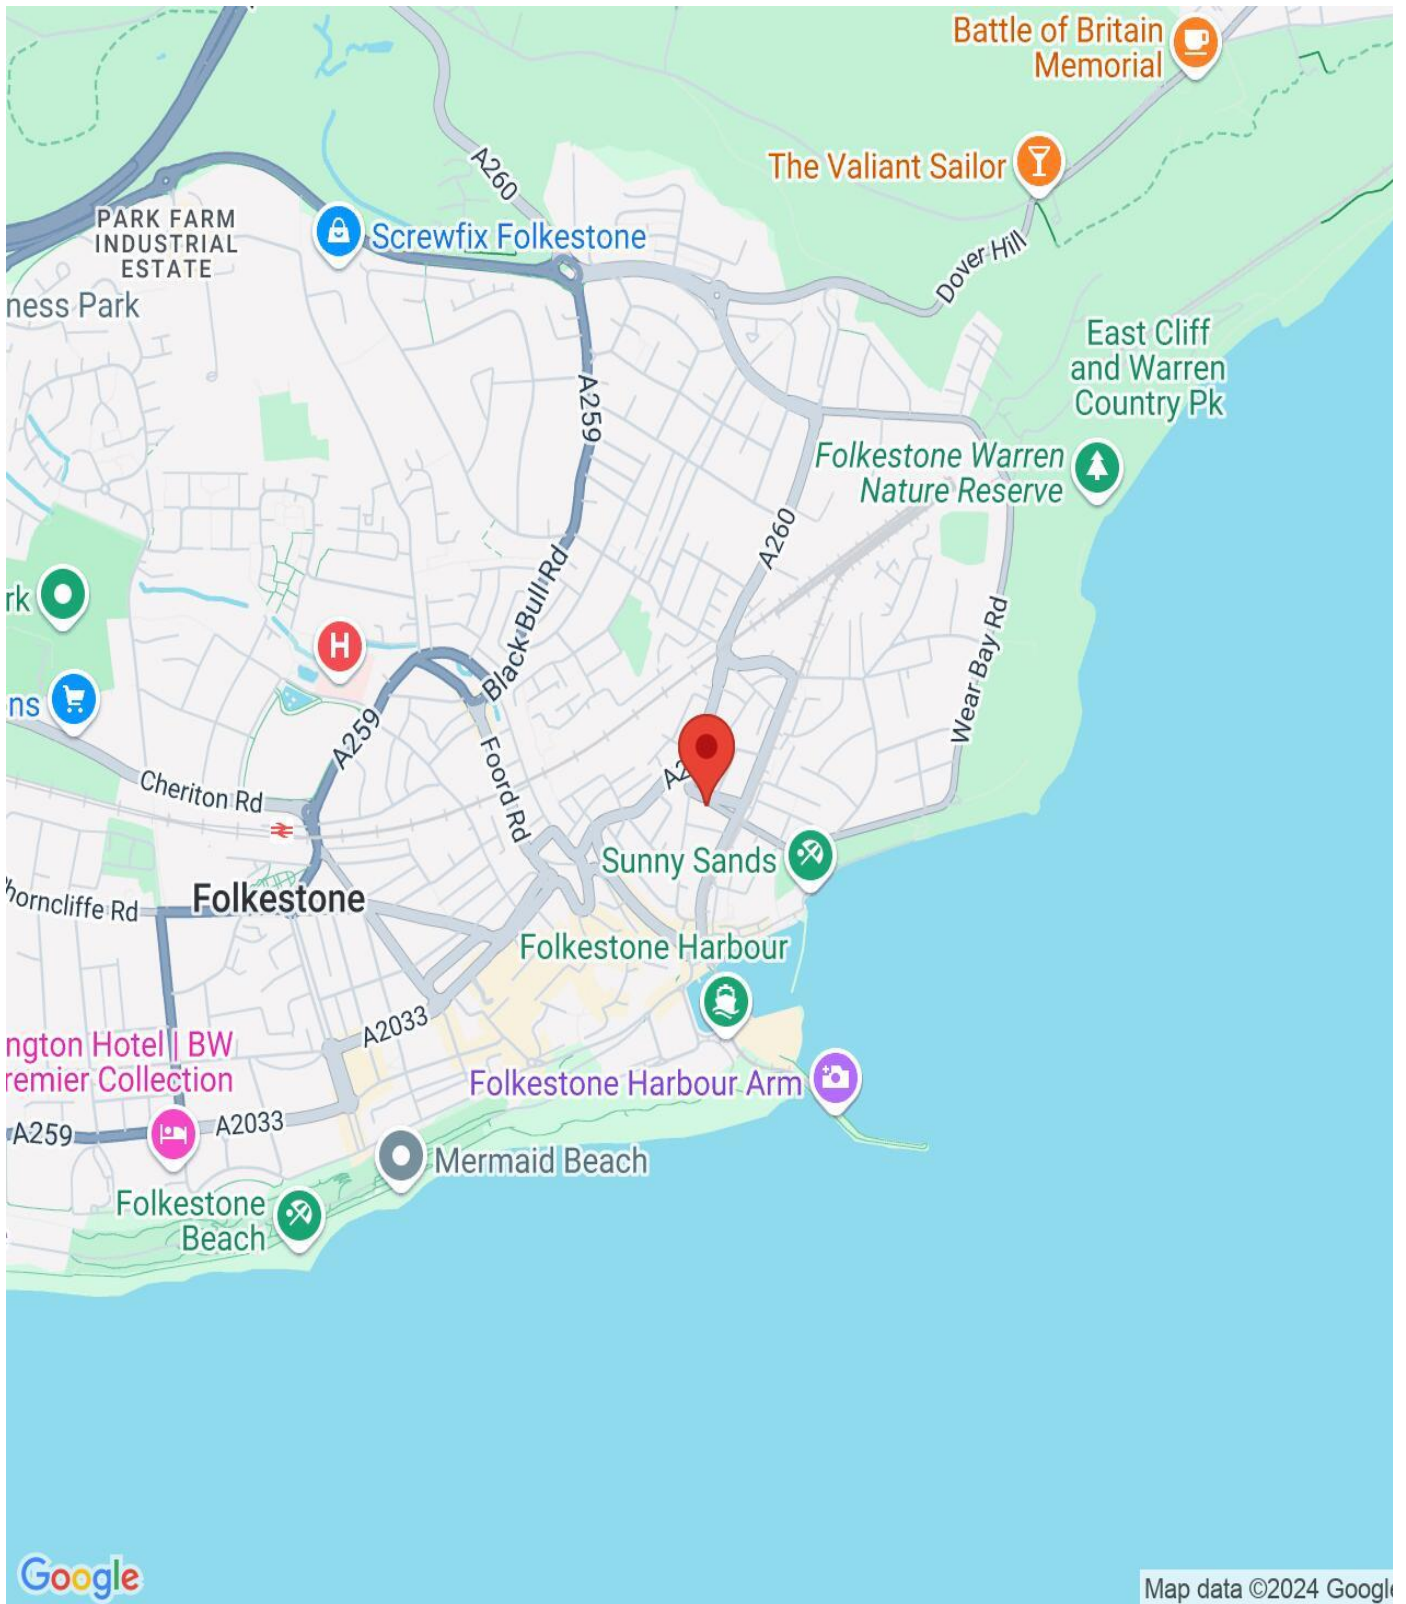 Battle of Britain
Memorial
The Valiant Sailor
A260
PARK FARM
INDUSTRIAL
ESTATE
Screwfix Folkestone
Dover Hill
ness Park
East Cliff
and Warren
Country Pk
A259
Folkestone Warren
Nature Reserve
A260
Black Bull Rd
rk
H
Wear Bay Rd
ns
A259
Foord Rd
A2
Cheriton Rd
Sunny Sands
Folkestone
horncliffe Rd
Folkestone Harbour
A2033
ngton Hotel | BW
remier Collection
Folkestone Harbour Arm
A259
A2033
Mermaid Beach
Folkestone
Beach
Google
Map data ©2024 Google